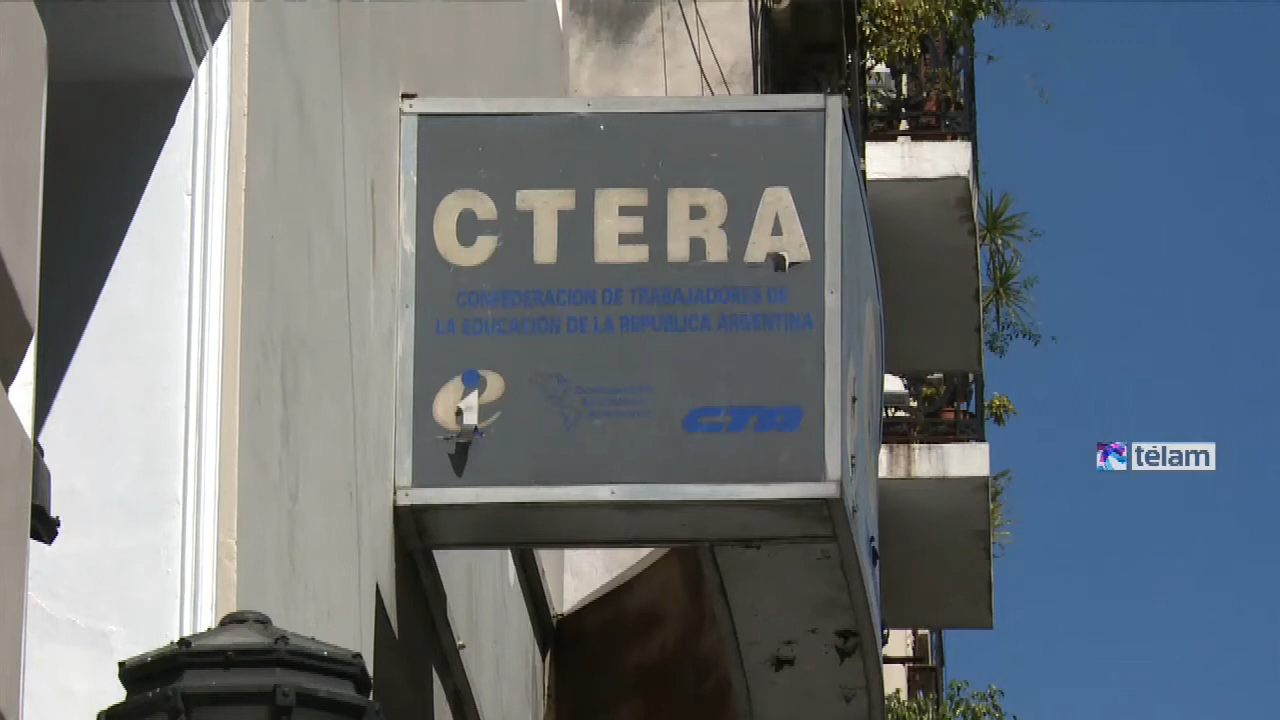 CTERA
CONFEDERACION DE TRABAJADORES DE
LA EDUCACION DE LA REPUBLICA ARGENTINA
CTA
télam